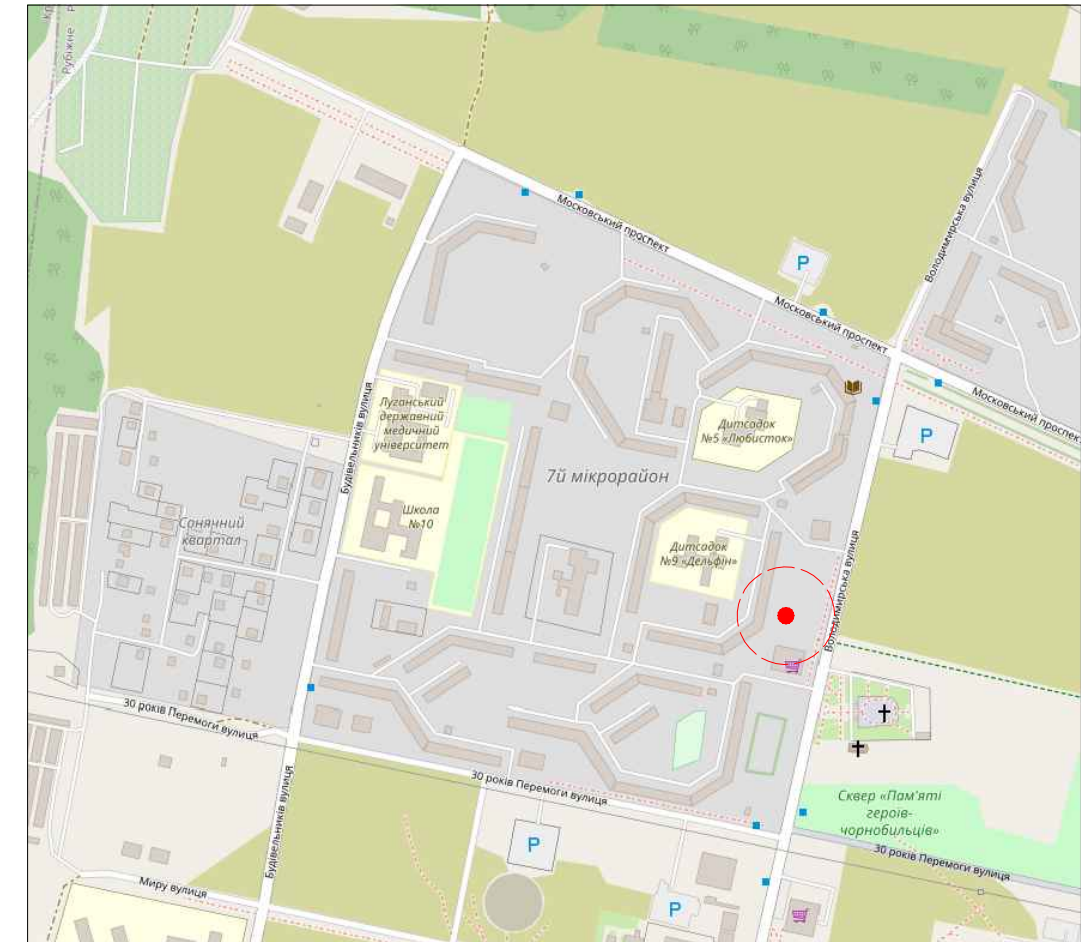 Рубіжне
Московський проспект
Володимирська вулиця
P
Московський проспект
Московський проспект
Луганський
державний
медичний
університет
Будівельників вулиця
Дитсадок
№5 «Любисток»
P
7й мікрорайон
Школа
№10
Сонячний
квартал
Дитсадок
№9 «Дельфін»
Володимирська вулиця
30 років Перемоги вулиця
30 років Перемоги вулиця
Сквер «Пам'яті
героїв-
чорнобильців»
Будівельників вулиця
P
30 років Перемоги вулиця
Миру вулиця
P